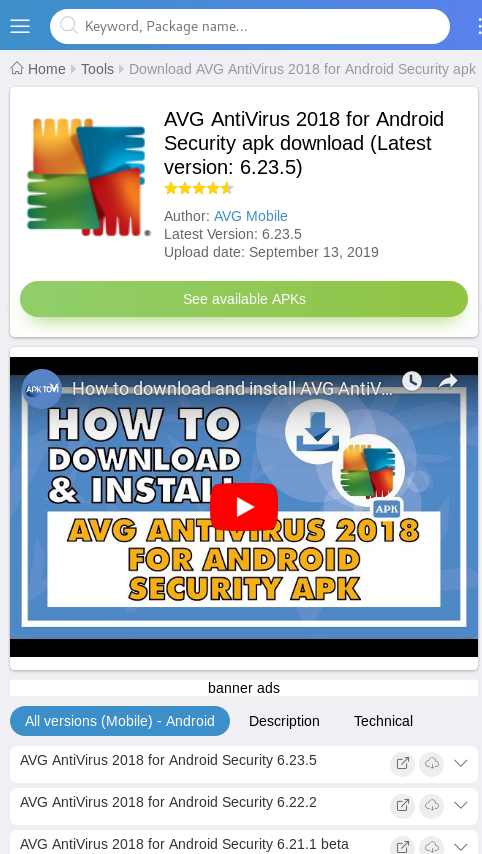 Keyword, Package name...
Home Tools Download AVG AntiVirus 2018 for Android Security apk
AVG AntiVirus 2018 for Android
Security apk download (Latest
version: 6.23.5)
Author: AVG Mobile
Latest Version: 6.23.5
Upload date: September 13, 2019
See available APKs
APK TOVI
How to download and install AVG AntiV...
HOW TO
DOWNLOAD
& INSTALL
APK
AVG ANTIVIRUS 2018
FOR ANDROID
SECURITY APK
banner ads
All versions (Mobile) - Android Description Technical
AVG AntiVirus 2018 for Android Security 6.23.5
AVG AntiVirus 2018 for Android Security 6.22.2
AVG AntiVirus 2018 for Android Security 6.21.1 beta